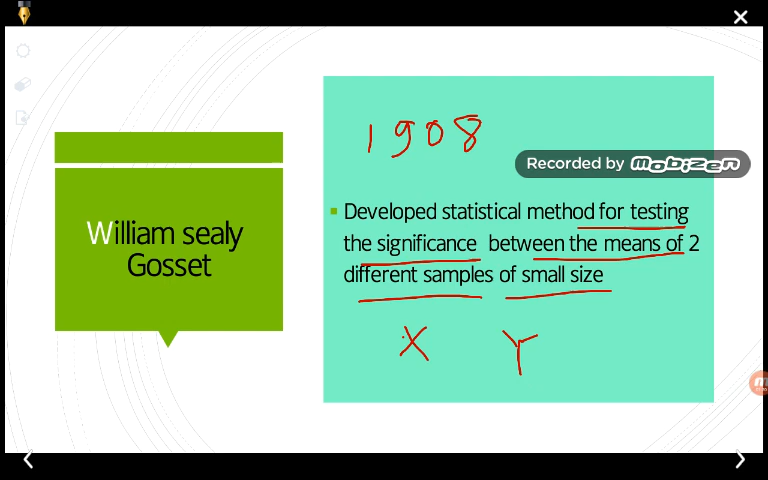 William sealy
Gosset
1908
Recorded by mobizen
Developed statistical method for testing
the significance between the means of 2
different samples of small size
X Y